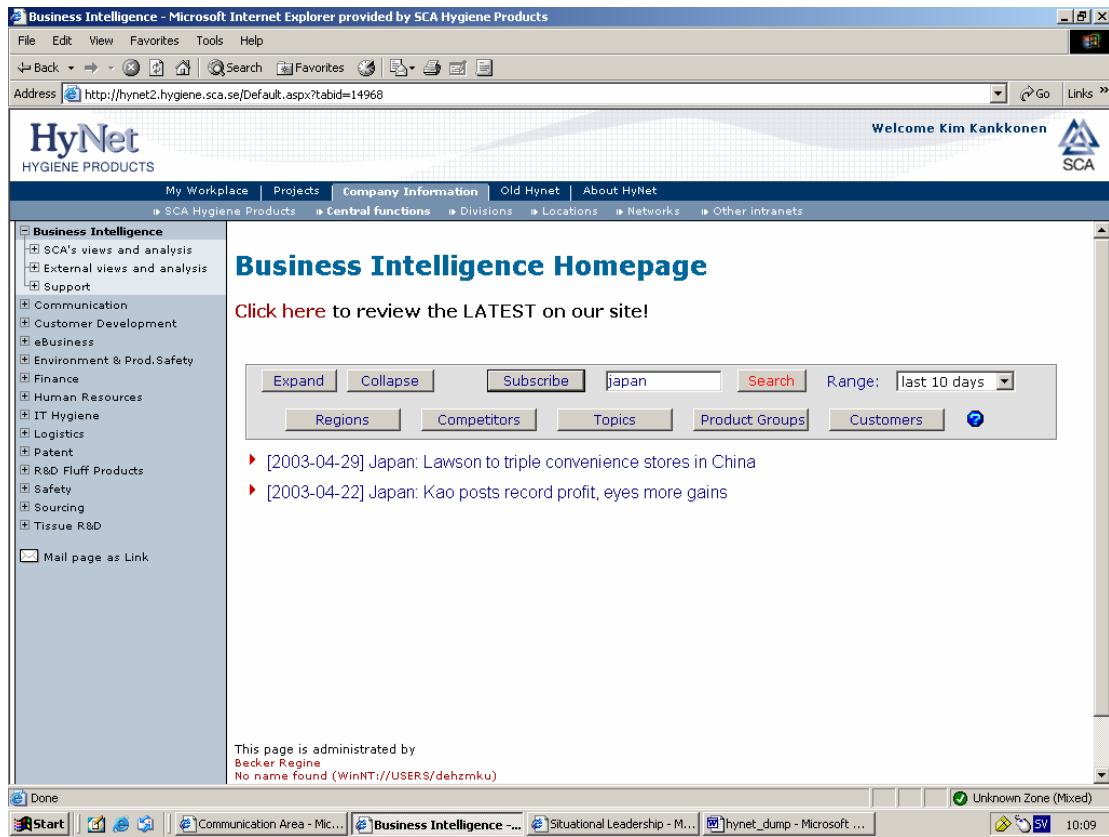 Business Intelligence - Microsoft Internet Explorer provided by SCA Hygiene Products
File Edit View Favorites Tools Help
Back Search Favorites
Address http://hynet2.hygiene.sca.se/Default.aspx?tabid=14968 Go Links »
HyNet
HYGIENE PRODUCTS
Welcome Kim Kankkonen
SCA
My Workplace | Projects | Company Information | Old Hynet | About HyNet
SCA Hygiene Products Central functions Divisions Locations Networks Other intranets
Business Intelligence
SCA's views and analysis
External views and analysis
Support
Communication
Customer Development
eBusiness
Environment & Prod.Safety
Finance
Human Resources
IT Hygiene
Logistics
Patent
R&D Fluff Products
Safety
Sourcing
Tissue R&D
Mail page as Link
Business Intelligence Homepage
Click here to review the LATEST on our site!
Expand Collapse Subscribe japan Search Range: last 10 days
Regions Competitors Topics Product Groups Customers ?
[2003-04-29] Japan: Lawson to triple convenience stores in China
[2003-04-22] Japan: Kao posts record profit, eyes more gains
This page is administrated by
Becker Regine
No name found (WinNT://USERS/dehzmku)
Done Unknown Zone (Mixed)
Start Communication Area - Mic... Business Intelligence -... Situational Leadership - M... hynet_dump - Microsoft ... SV 10:09